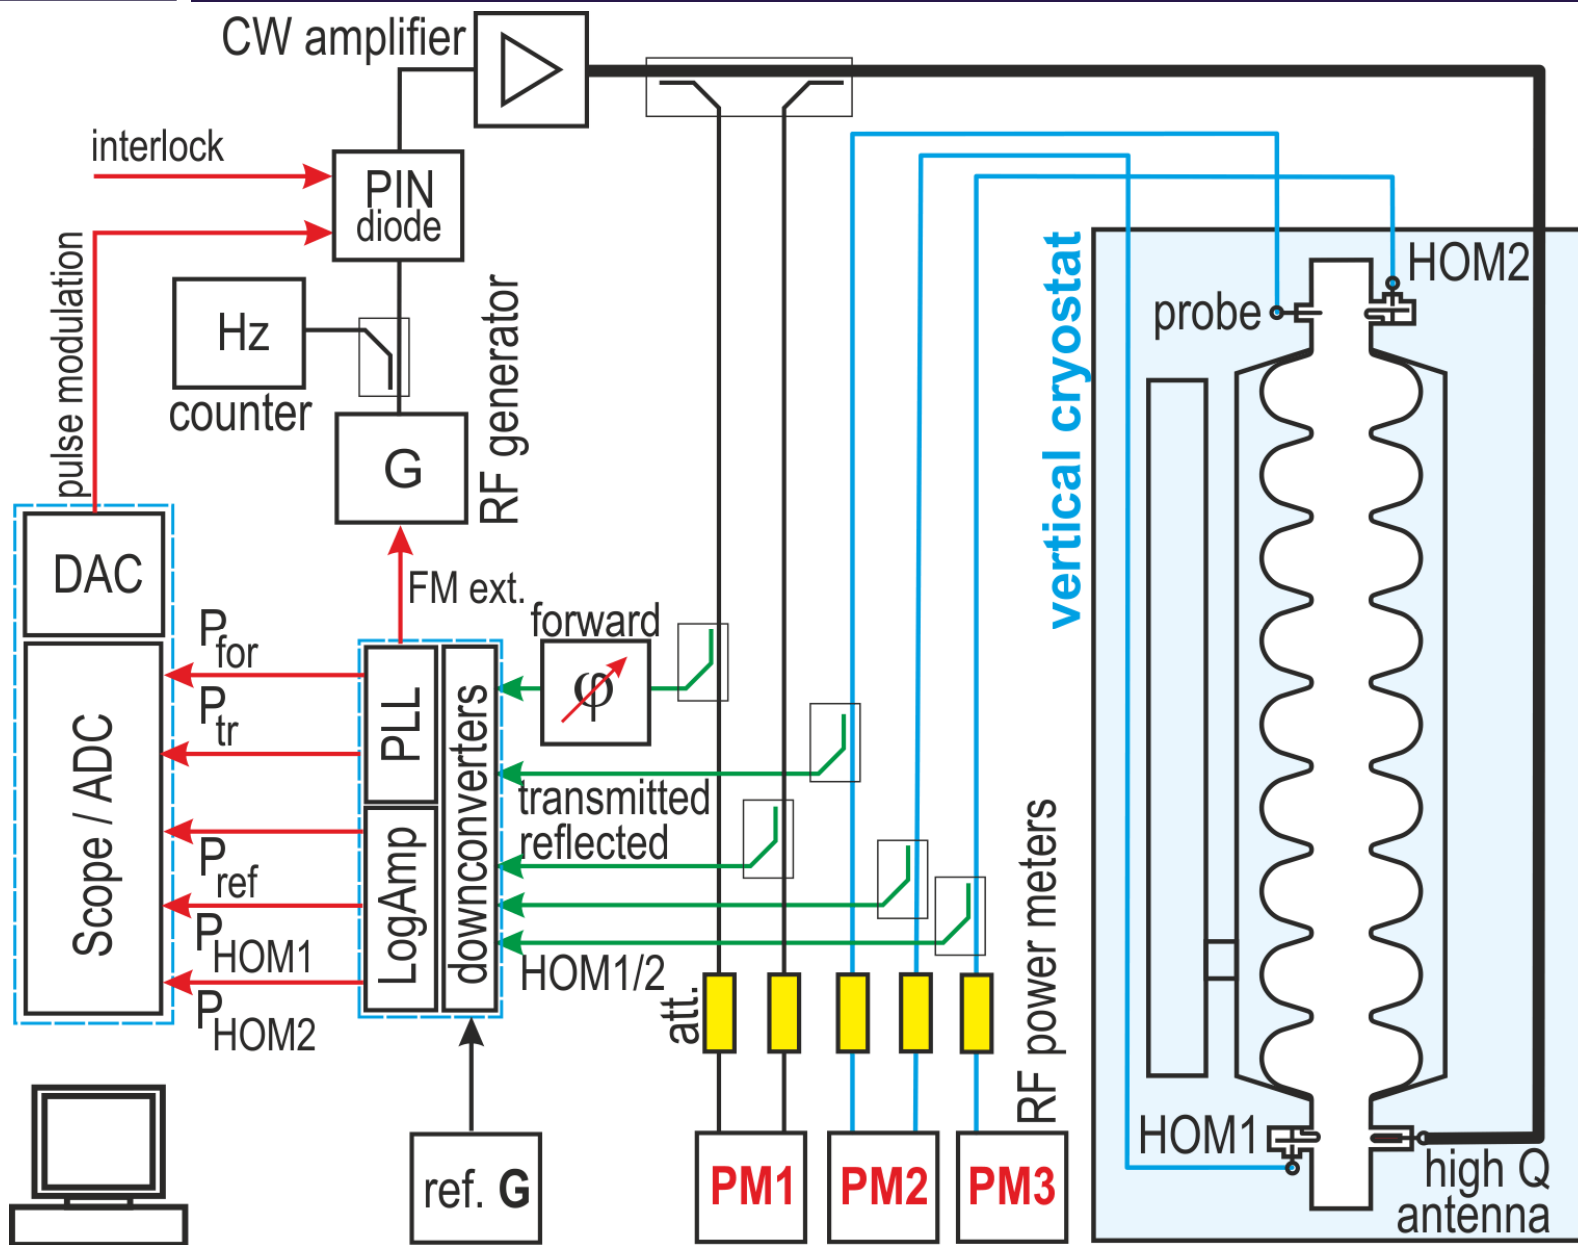 CW amplifier
interlock
PIN
diode
pulse modulation
Hz
counter
G
RF generator
FM ext.
DAC
Scope / ADC
P for
P tr
P ref
P HOM1
P HOM2
PLL
LogAmp
downconverters
forward
φ
transmitted
reflected
HOM1/2
att.
RF power meters
ref. G
PM1
PM2
PM3
vertical cryostat
probe
HOM2
HOM1
high Q
antenna